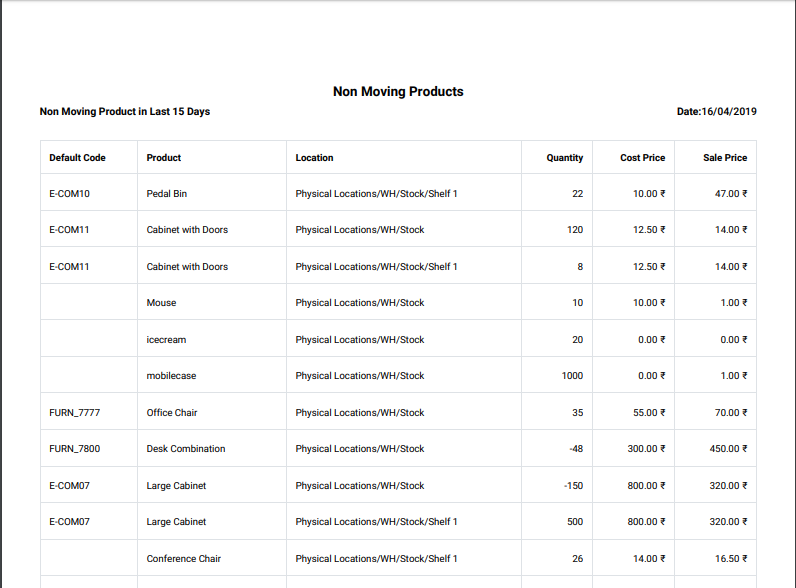 Non Moving Products
Non Moving Product in Last 15 Days Date:16/04/2019
Default Code Product Location Quantity Cost Price Sale Price
E-COM10 Pedal Bin Physical Locations/WH/Stock/Shelf 1 22 10.00 ₹ 47.00 ₹
E-COM11 Cabinet with Doors Physical Locations/WH/Stock 120 12.50 ₹ 14.00 ₹
E-COM11 Cabinet with Doors Physical Locations/WH/Stock/Shelf 1 8 12.50 ₹ 14.00 ₹
Mouse Physical Locations/WH/Stock 10 10.00 ₹ 1.00 ₹
icecream Physical Locations/WH/Stock 20 0.00 ₹ 0.00 ₹
mobilecase Physical Locations/WH/Stock 1000 0.00 ₹ 1.00 ₹
FURN_7777 Office Chair Physical Locations/WH/Stock 35 55.00 ₹ 70.00 ₹
FURN_7800 Desk Combination Physical Locations/WH/Stock -48 300.00 ₹ 450.00 ₹
E-COM07 Large Cabinet Physical Locations/WH/Stock -150 800.00 ₹ 320.00 ₹
E-COM07 Large Cabinet Physical Locations/WH/Stock/Shelf 1 500 800.00 ₹ 320.00 ₹
Conference Chair Physical Locations/WH/Stock/Shelf 1 26 14.00 ₹ 16.50 ₹